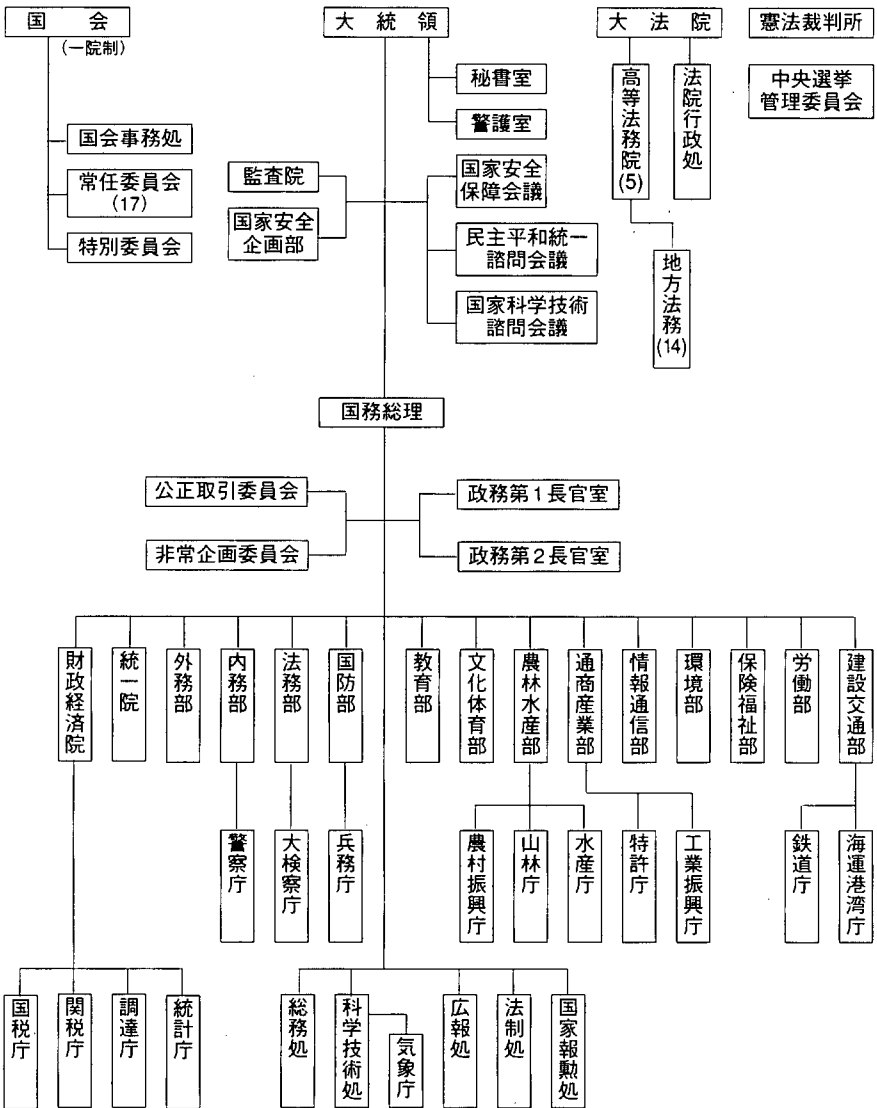 国会
(一院制)
国会事務処
常任委員会
(17)
特別委員会
大統領
秘書室
警護室
監査院
国家安全
企画部
国家安全
保障会議
民主平和統一
諮問会議
国家科学技術
諮問会議
大法院
高等法務院(5)
法院行政処
地方法務(14)
憲法裁判所
中央選挙
管理委員会
国務総理
公正取引委員会
政務第1長官室
非常企画委員会
政務第2長官室
財政経済院
統一院
外務部
内務部
法務部
国防部
教育部
文化体育部
農林水産部
通商産業部
情報通信部
環境部
保険福祉部
労働部
建設交通部
警察庁
大検察庁
兵務庁
農村振興庁
山林庁
水産庁
特許庁
工業振興庁
鉄道庁
海運港湾庁
国税庁
関税庁
調達庁
統計庁
総務処
科学技術処
気象庁
広報処
法制処
国家報勲処